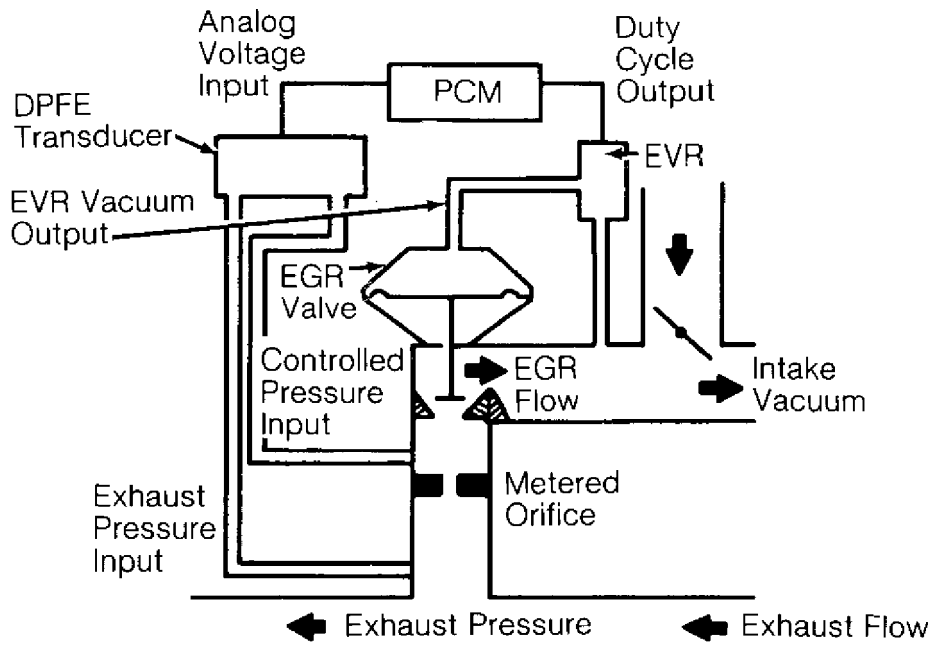 Analog
Voltage
Input
Duty
Cycle
Output
PCM
DPFE
Transducer
EVR
EVR Vacuum
Output
EGR
Valve
Controlled
Pressure
Input
EGR
Flow
Intake
Vacuum
Exhaust
Pressure
Input
Metered
Orifice
Exhaust Pressure
Exhaust Flow